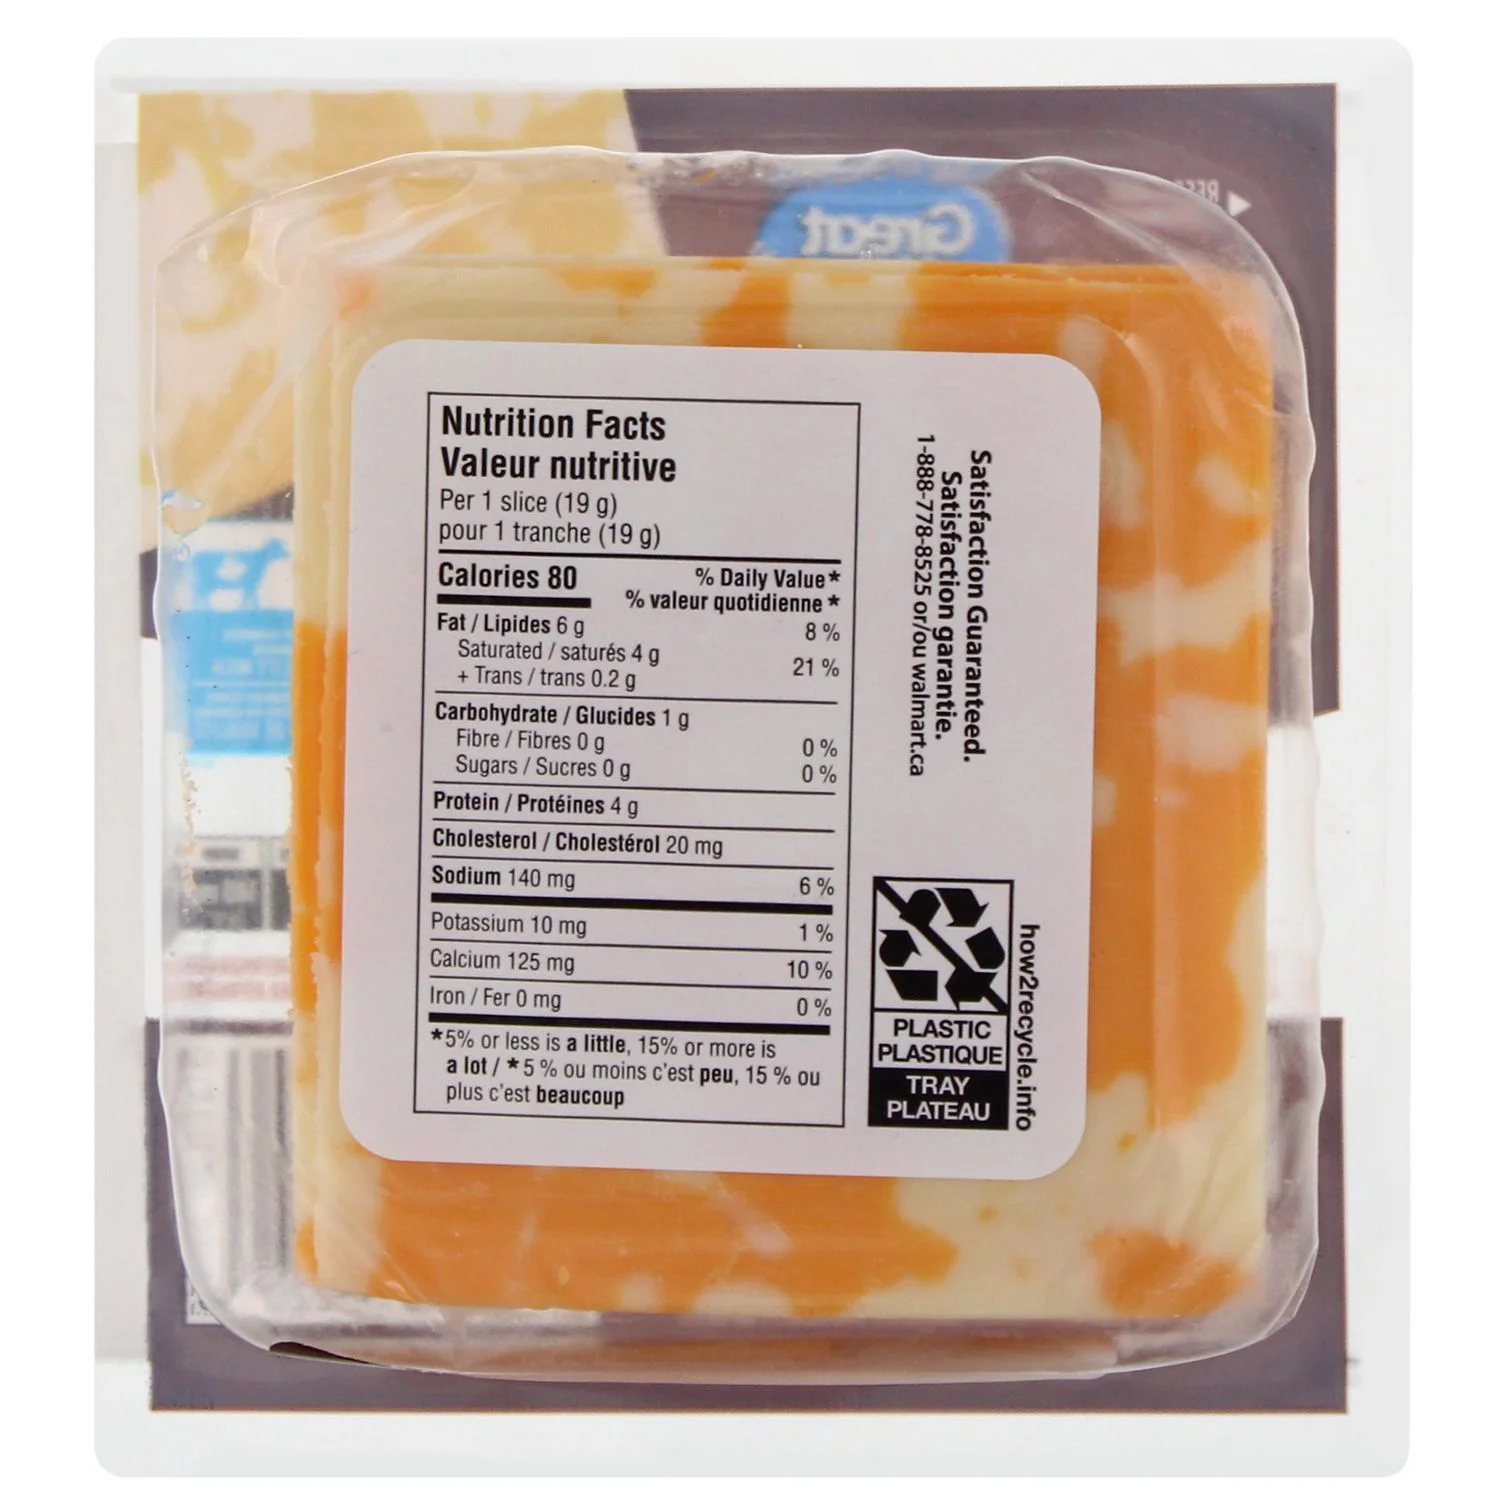 Great
Nutrition Facts
Valeur nutritive
Per 1 slice (19 g)
pour 1 tranche (19 g)
Calories 80
% Daily Value*
% valeur quotidienne *
Fat / Lipides 6 g 8 %
Saturated / saturés 4 g
+ Trans / trans 0.2 g 21 %
Carbohydrate / Glucides 1 g
Fibre / Fibres 0 g 0 %
Sugars / Sucres 0 g 0 %
Protein / Protéines 4 g
Cholesterol / Cholestérol 20 mg
Sodium 140 mg 6 %
Potassium 10 mg 1 %
Calcium 125 mg 10 %
Iron / Fer 0 mg 0 %
*5% or less is a little, 15% or more is
a lot / *5 % ou moins c'est peu, 15 % ou
plus c'est beaucoup
Satisfaction Guaranteed.
Satisfaction garantie.
1-888-778-8525 or/ou walmart.ca
PLASTIC
PLASTIQUE
TRAY
PLATEAU
how2recycle.info